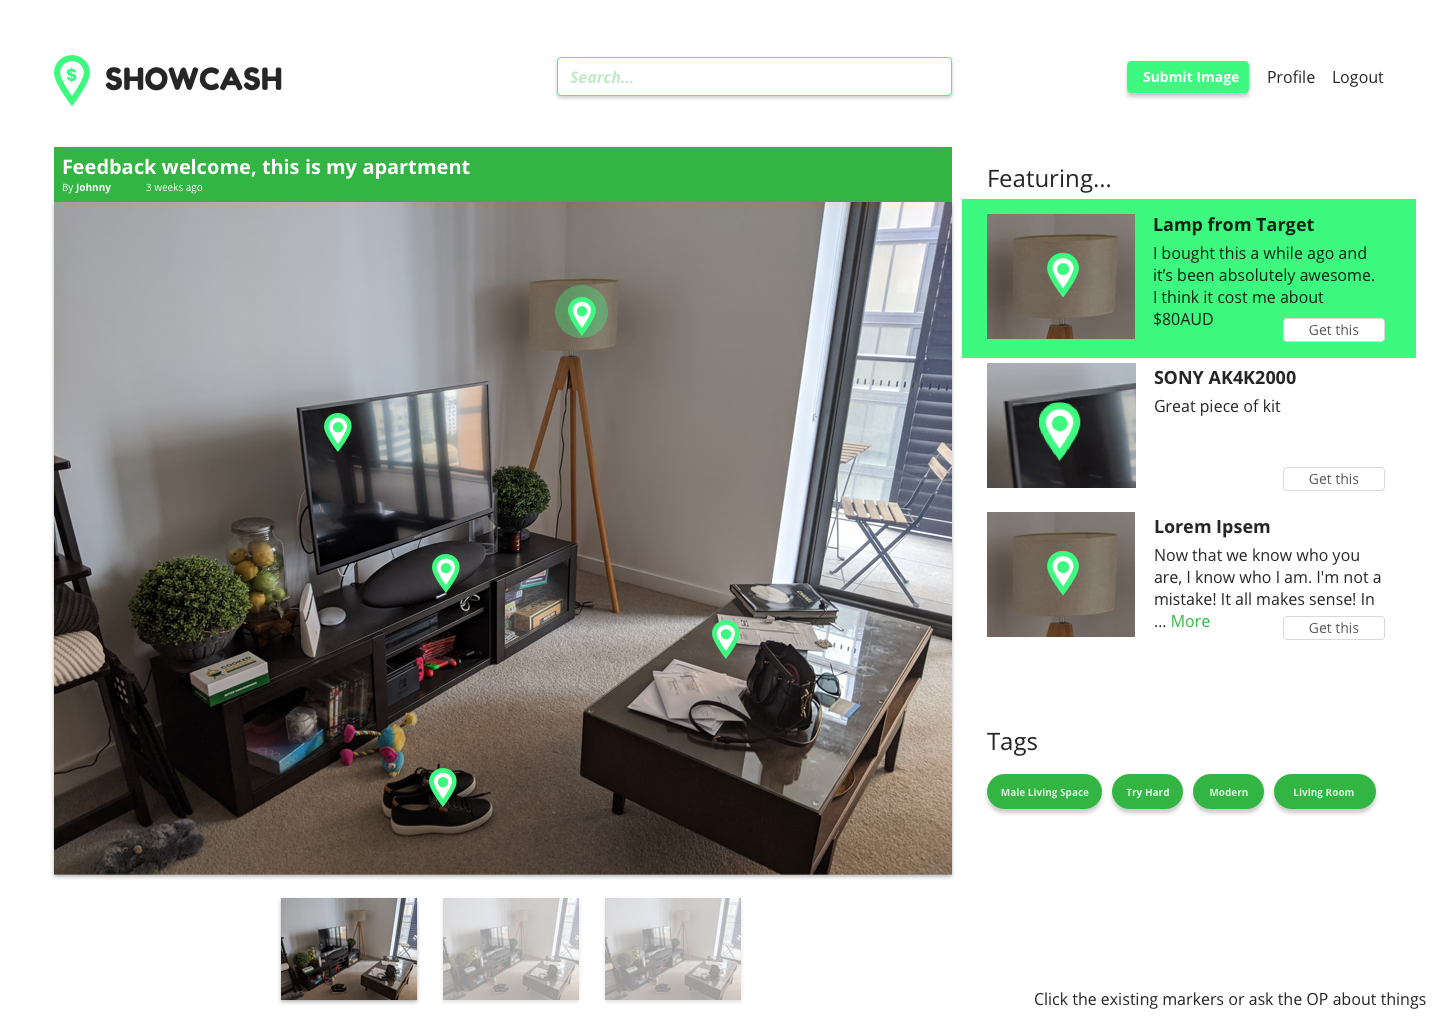 $ SHOWCASH
Search...
Submit Image Profile Logout
Feedback welcome, this is my apartment
By Johnny 3 weeks ago
Featuring...
Lamp from Target
I bought this a while ago and
it’s been absolutely awesome.
I think it cost me about
$80AUD
Get this
SONY AK4K2000
Great piece of kit
Get this
Lorem Ipsem
Now that we know who you
are, I know who I am. I'm not a
mistake! It all makes sense! In
... More
Get this
Tags
Male Living Space
Try Hard
Modern
Living Room
COOKED
Click the existing markers or ask the OP about things